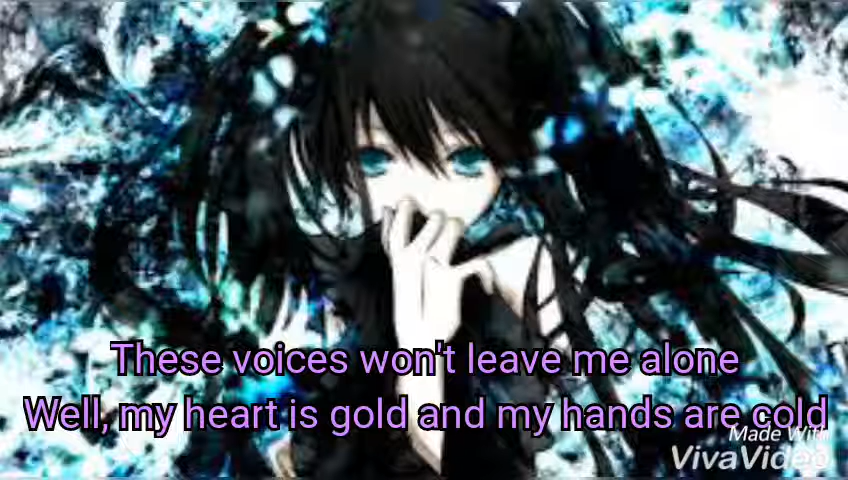 These voices won't leave me alone
Well, my heart is gold and my hands are cold
Made With
VivaVideo